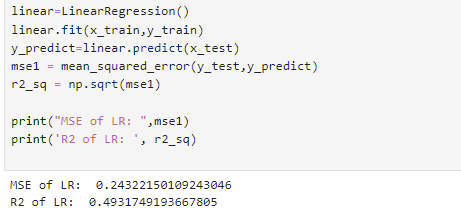 linear=LinearRegression()
linear.fit(x_train,y_train)
y_predict=linear.predict(x_test)
mse1 = mean_squared_error(y_test,y_predict)
r2_sq = np.sqrt(mse1)
print("MSE of LR: ",mse1)
print('R2 of LR: ', r2_sq)
MSE of LR:  0.24322150109243046
R2 of LR:  0.4931749193667805